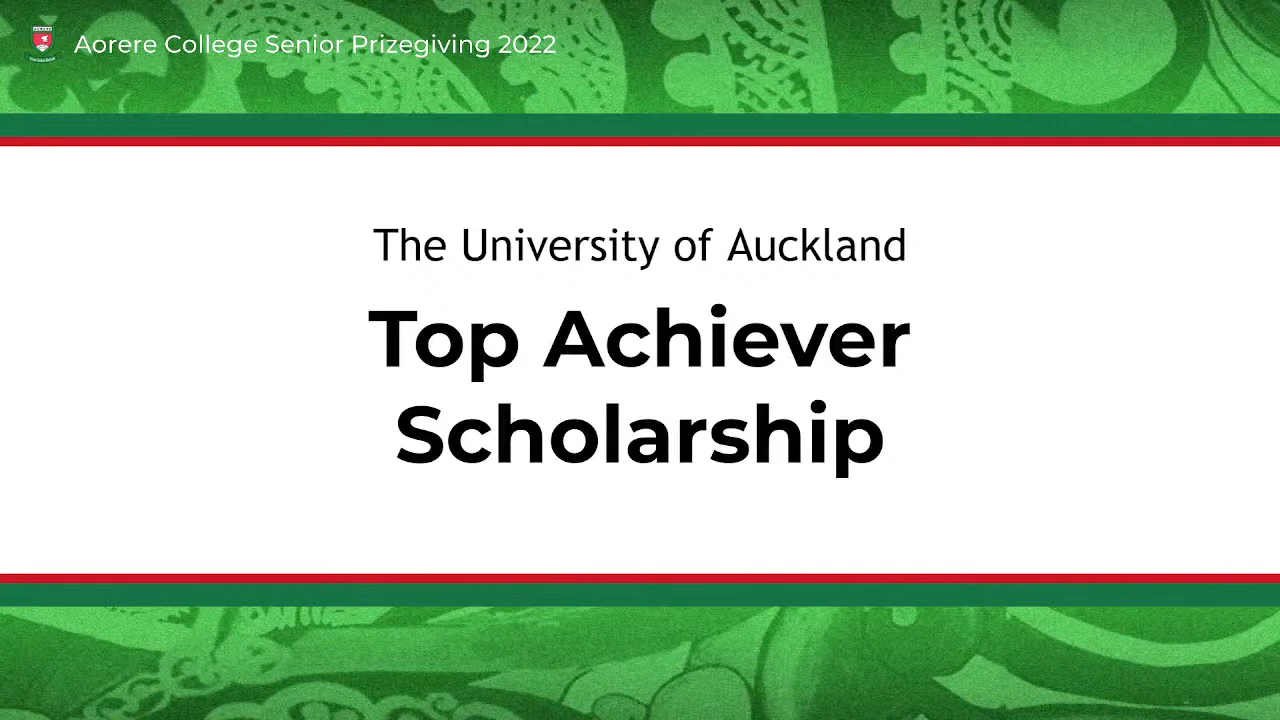 Aorere College Senior Prizegiving 2022
The University of Auckland
Top Achiever
Scholarship